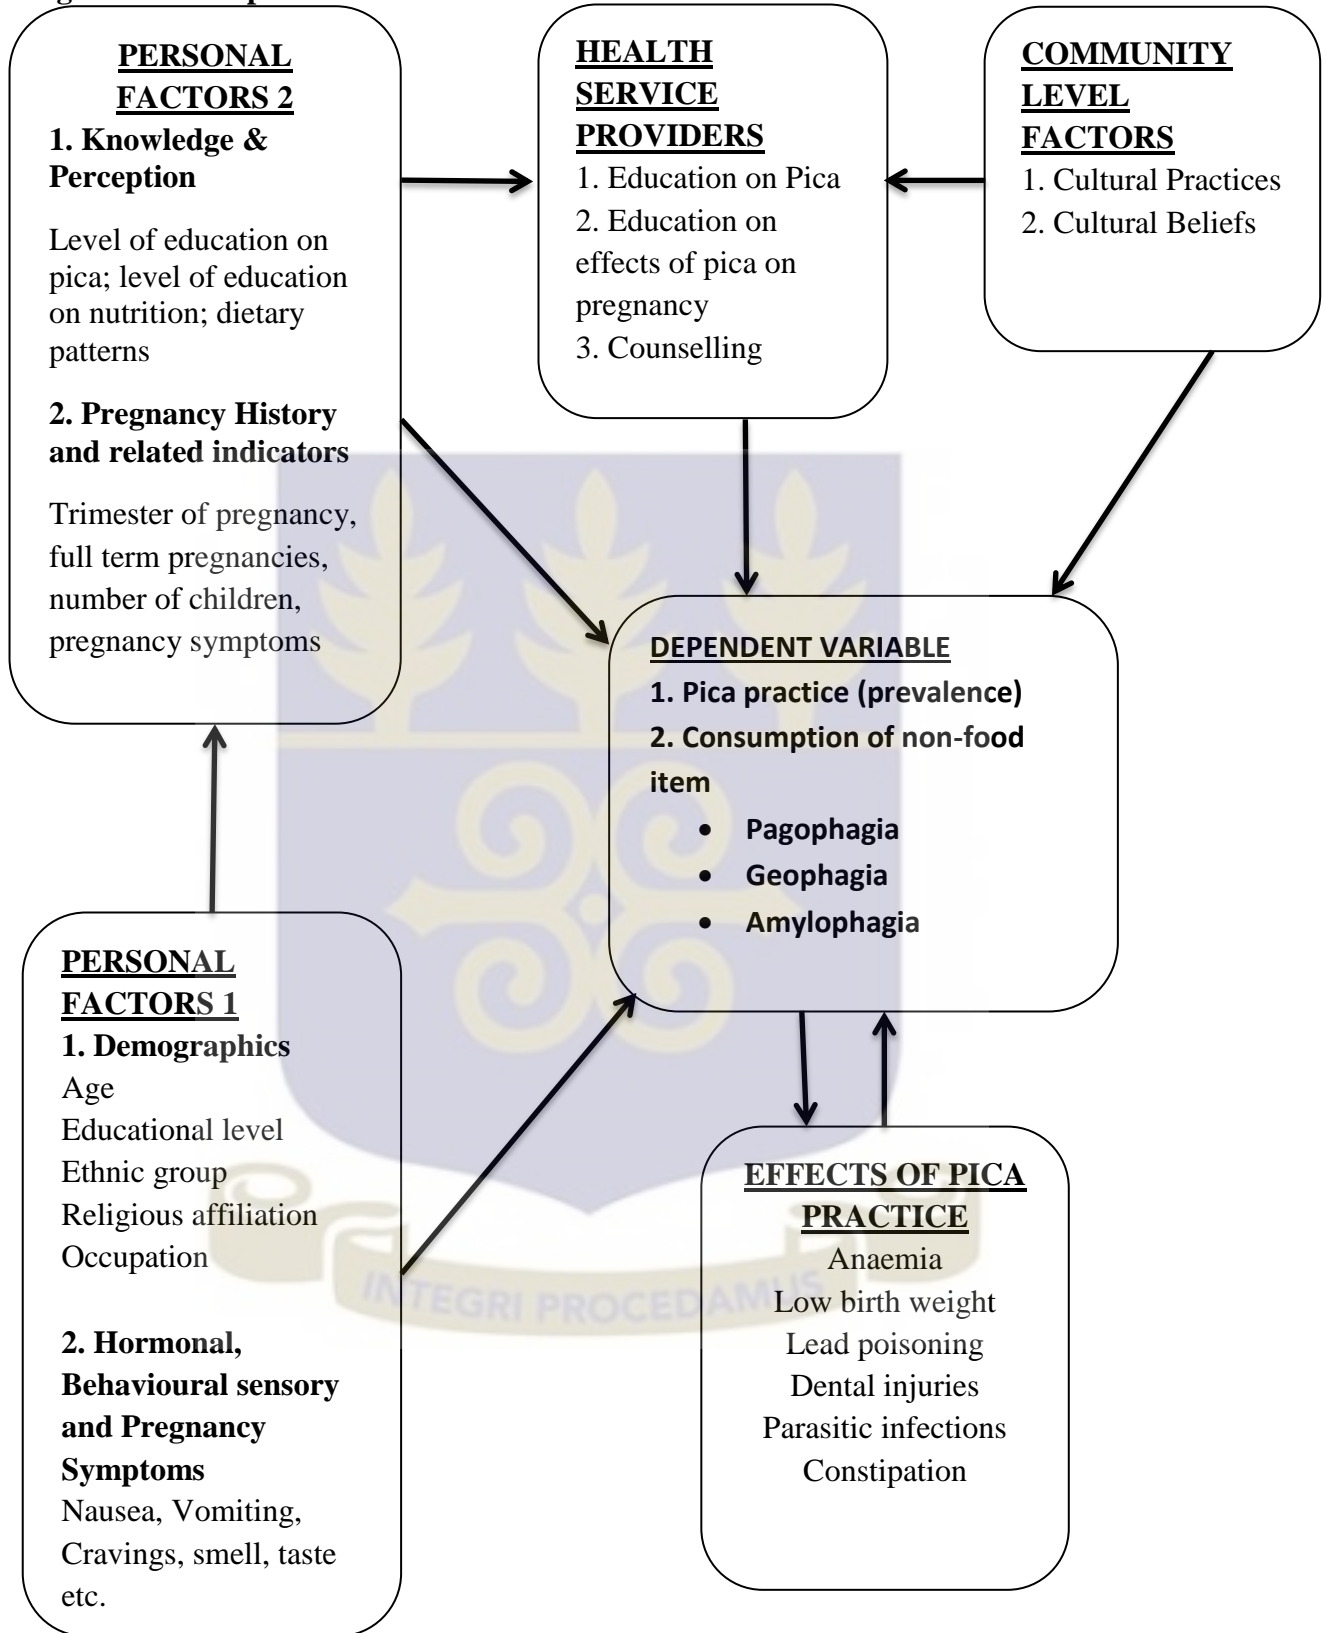 PERSONAL
FACTORS 2
1. Knowledge &
Perception
Level of education on
pica; level of education
on nutrition; dietary
patterns
2. Pregnancy History
and related indicators
Trimester of pregnancy,
full term pregnancies,
number of children,
pregnancy symptoms
HEALTH
SERVICE
PROVIDERS
1. Education on Pica
2. Education on
effects of pica on
pregnancy
3. Counselling
COMMUNITY
LEVEL
FACTORS
1. Cultural Practices
2. Cultural Beliefs
DEPENDENT VARIABLE
1. Pica practice (prevalence)
2. Consumption of non-food
item
• Pagophagia
• Geophagia
• Amylophagia
PERSONAL
FACTORS 1
1. Demographics
Age
Educational level
Ethnic group
Religious affiliation
Occupation
2. Hormonal,
Behavioural sensory
and Pregnancy
Symptoms
Nausea, Vomiting,
Cravings, smell, taste
etc.
EFFECTS OF PICA
PRACTICE
Anaemia
Low birth weight
Lead poisoning
Dental injuries
Parasitic infections
Constipation
INTEGRI PROCEDAMUS